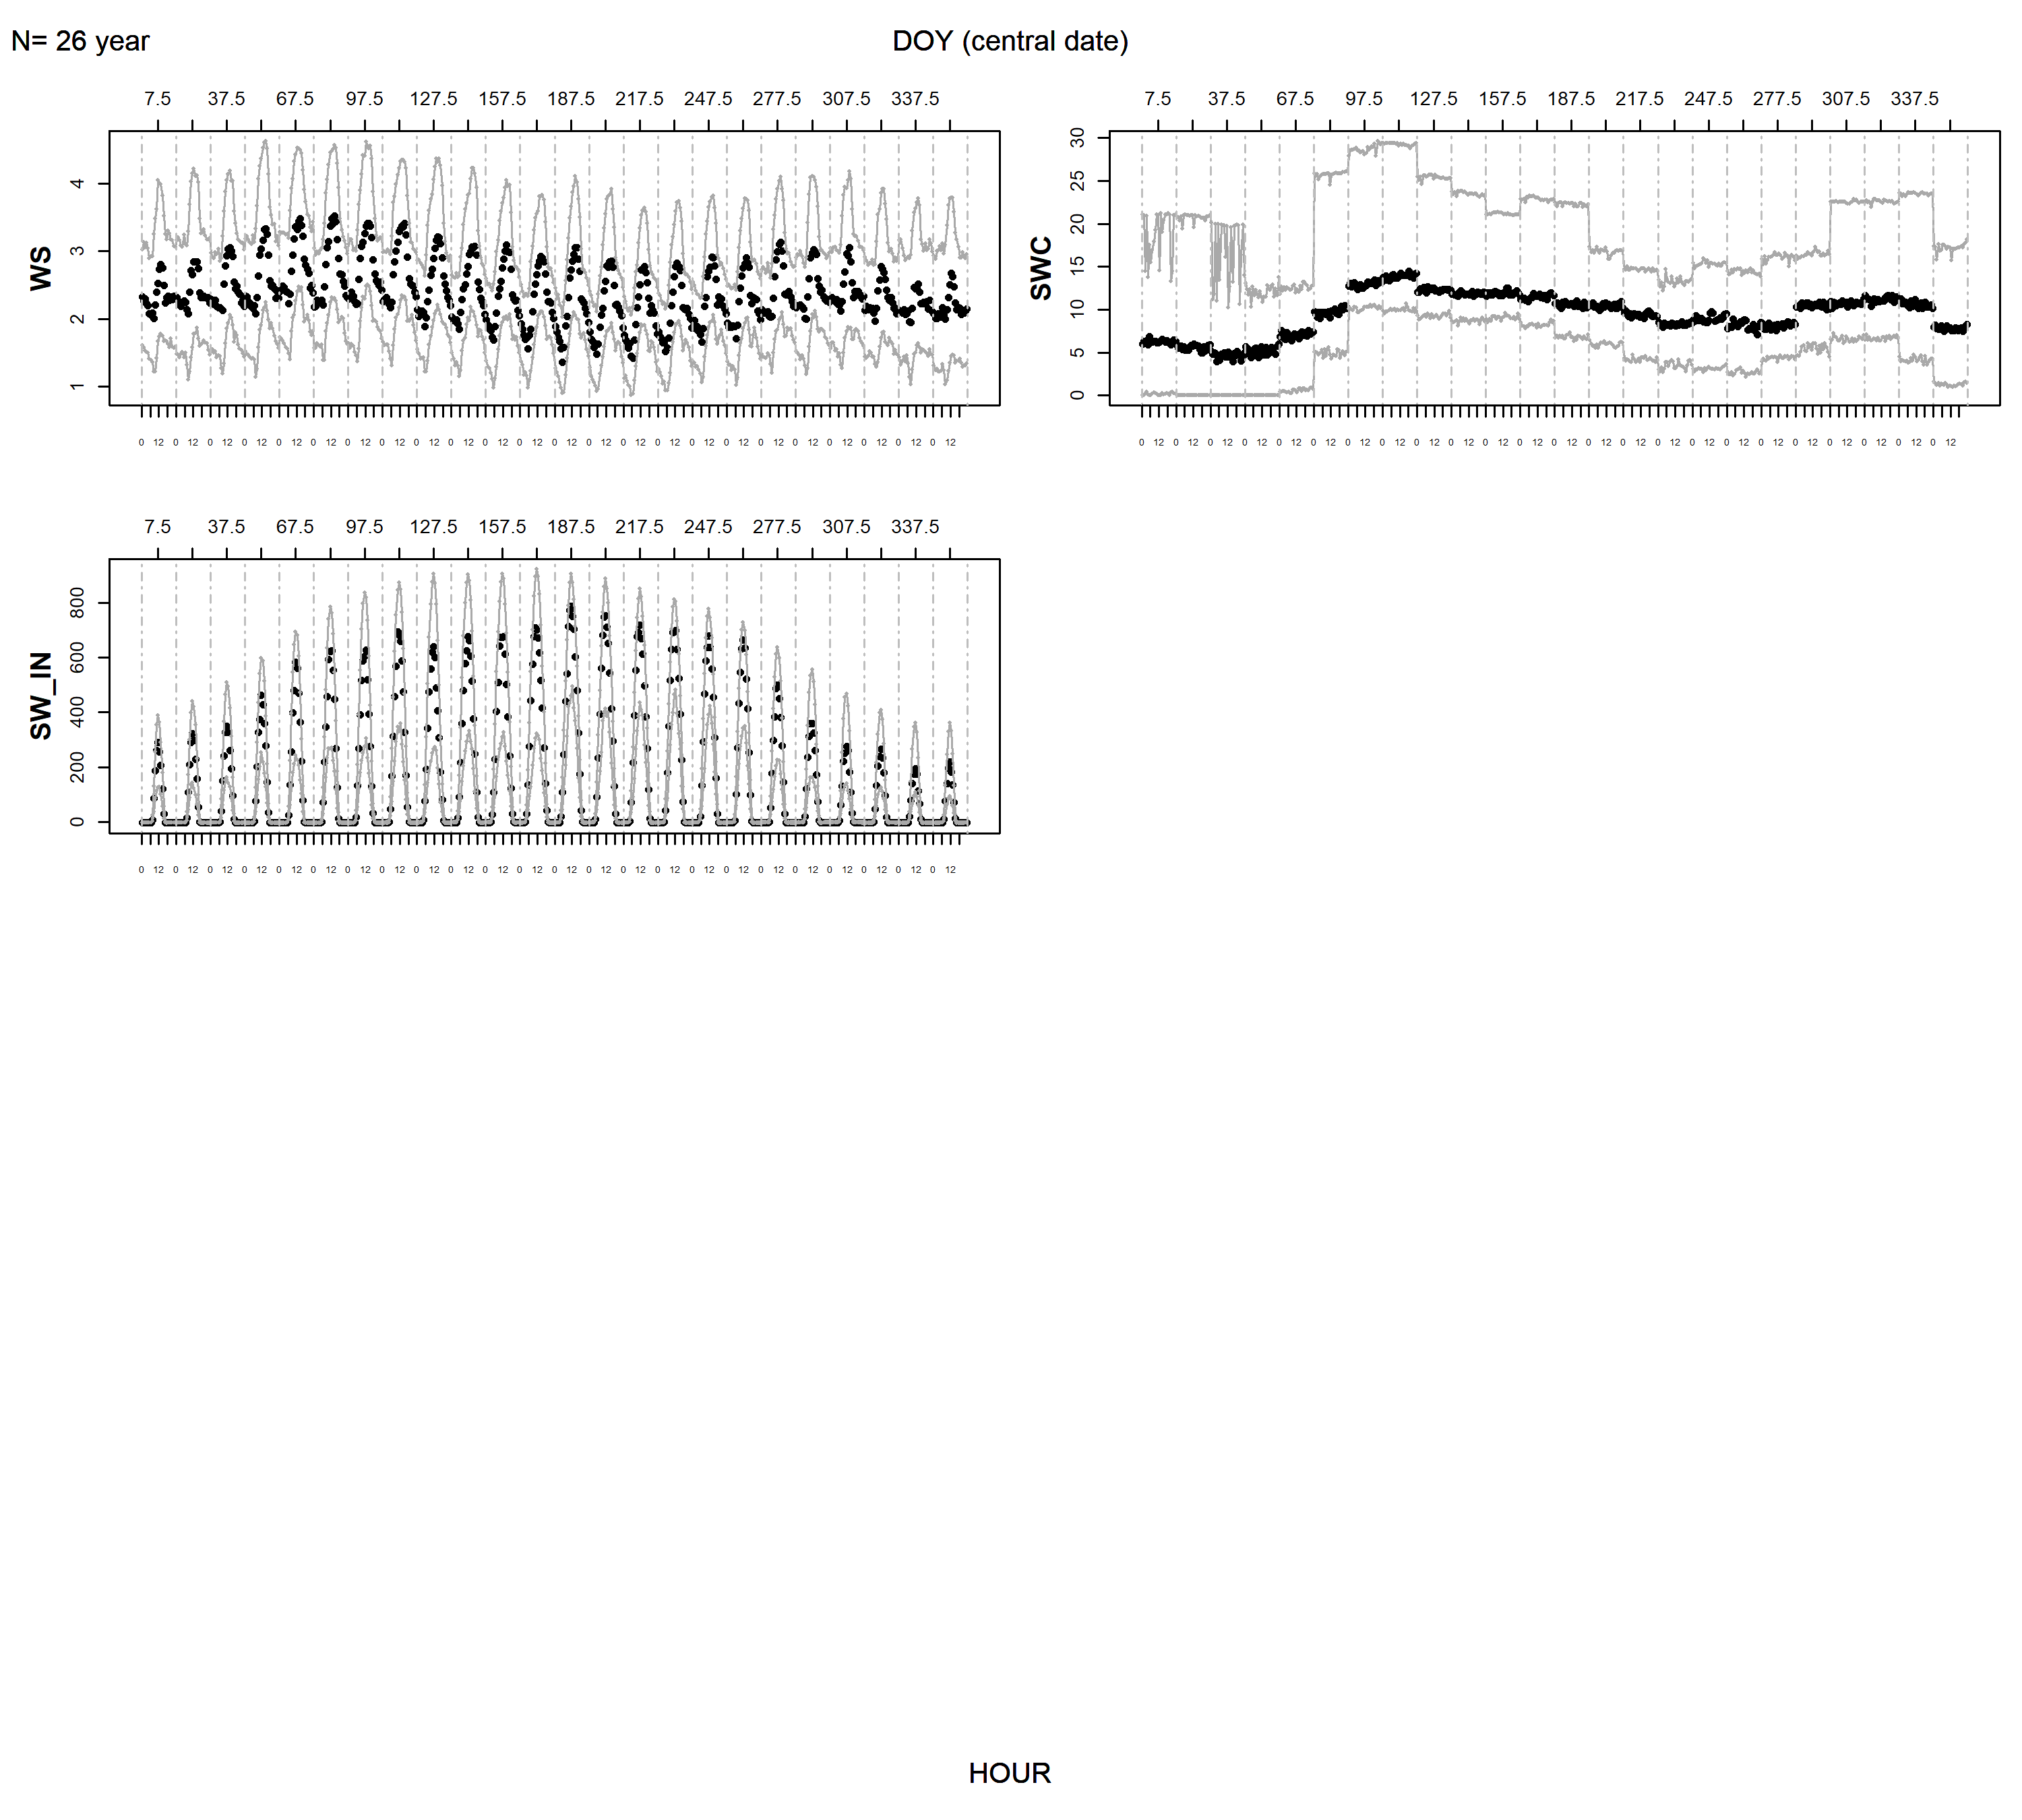 N= 26 year
DOY (central date)
7.5 37.5 67.5 97.5 127.5 157.5 187.5 217.5 247.5 277.5 307.5 337.5
WS
4
3
2
1
0 12 0 12 0 12 0 12 0 12 0 12 0 12 0 12 0 12 0 12 0 12 0 12 0 12 0 12 0 12 0 12 0 12 0 12 0 12 0 12 0 12 0 12 0 12 0 12
7.5 37.5 67.5 97.5 127.5 157.5 187.5 217.5 247.5 277.5 307.5 337.5
SWC
30
25
20
15
10
5
0
0 12 0 12 0 12 0 12 0 12 0 12 0 12 0 12 0 12 0 12 0 12 0 12 0 12 0 12 0 12 0 12 0 12 0 12 0 12 0 12 0 12 0 12 0 12 0 12
7.5 37.5 67.5 97.5 127.5 157.5 187.5 217.5 247.5 277.5 307.5 337.5
SW_IN
800
600
400
200
0
0 12 0 12 0 12 0 12 0 12 0 12 0 12 0 12 0 12 0 12 0 12 0 12 0 12 0 12 0 12 0 12 0 12 0 12 0 12 0 12 0 12 0 12 0 12 0 12
HOUR